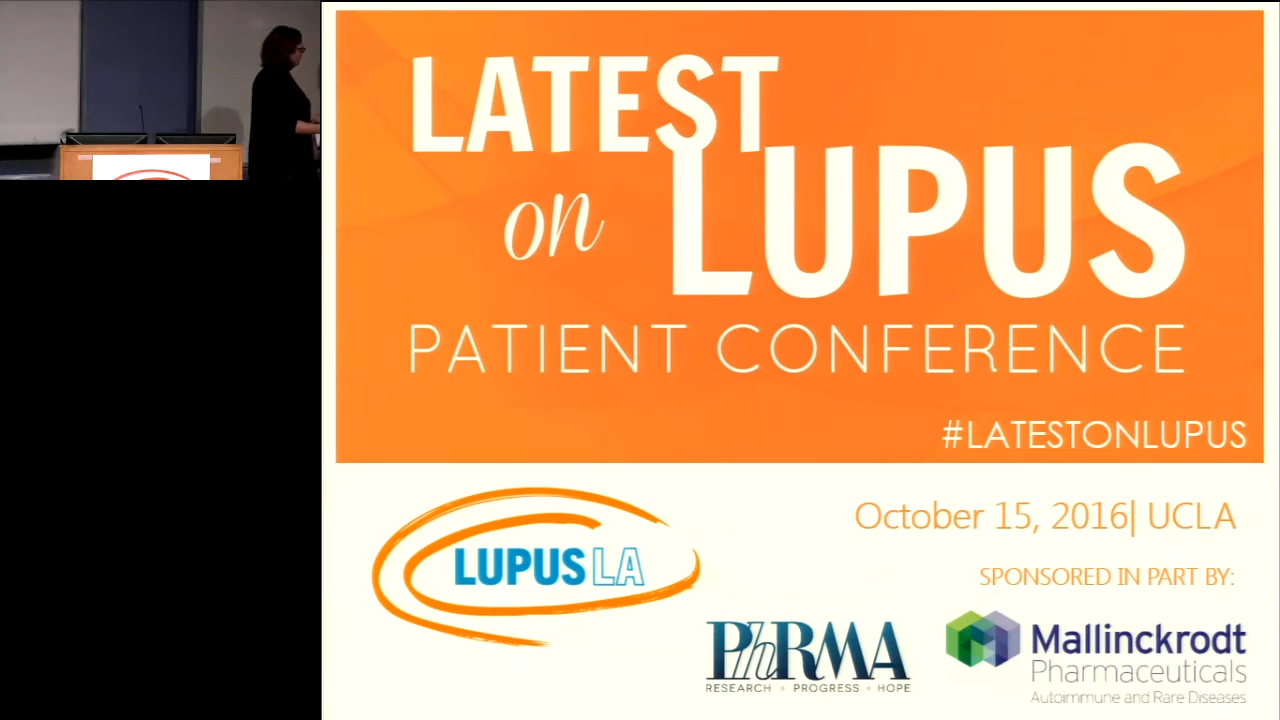 LATEST
on LUPUS
PATIENT CONFERENCE
#LATESTONLUPUS
October 15, 2016| UCLA
LUPUS LA
SPONSORED IN PART BY:
PhRMA
RESEARCH • PROGRESS • HOPE
Mallinckrodt
Pharmaceuticals
Autoimmune and Rare Diseases